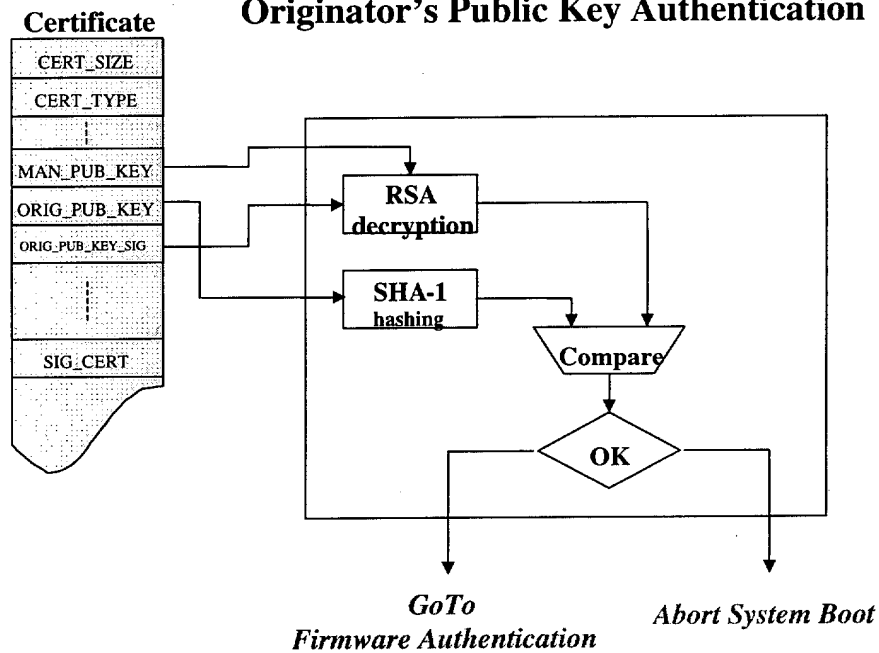 Originator's Public Key Authentication
Certificate
CERT_SIZE
CERT_TYPE
MAN_PUB_KEY
ORIG_PUB_KEY
ORIG_PUB_KEY_SIG
SIG_CERT
RSA
decryption
SHA-1
hashing
Compare
OK
GoTo
Firmware Authentication
Abort System Boot